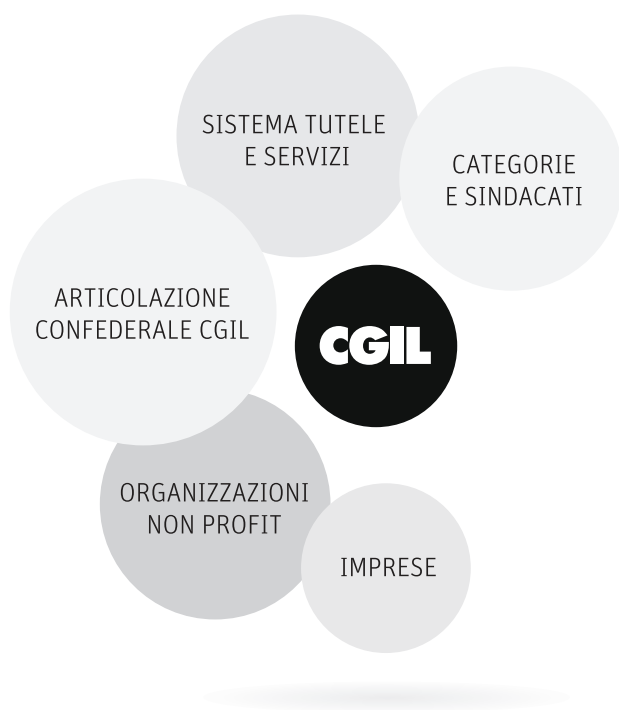 SISTEMA TUTELE
E SERVIZI
CATEGORIE
E SINDACATI
ARTICOLAZIONE
CONFEDERALE CGIL
CGIL
ORGANIZZAZIONI
NON PROFIT
IMPRESE